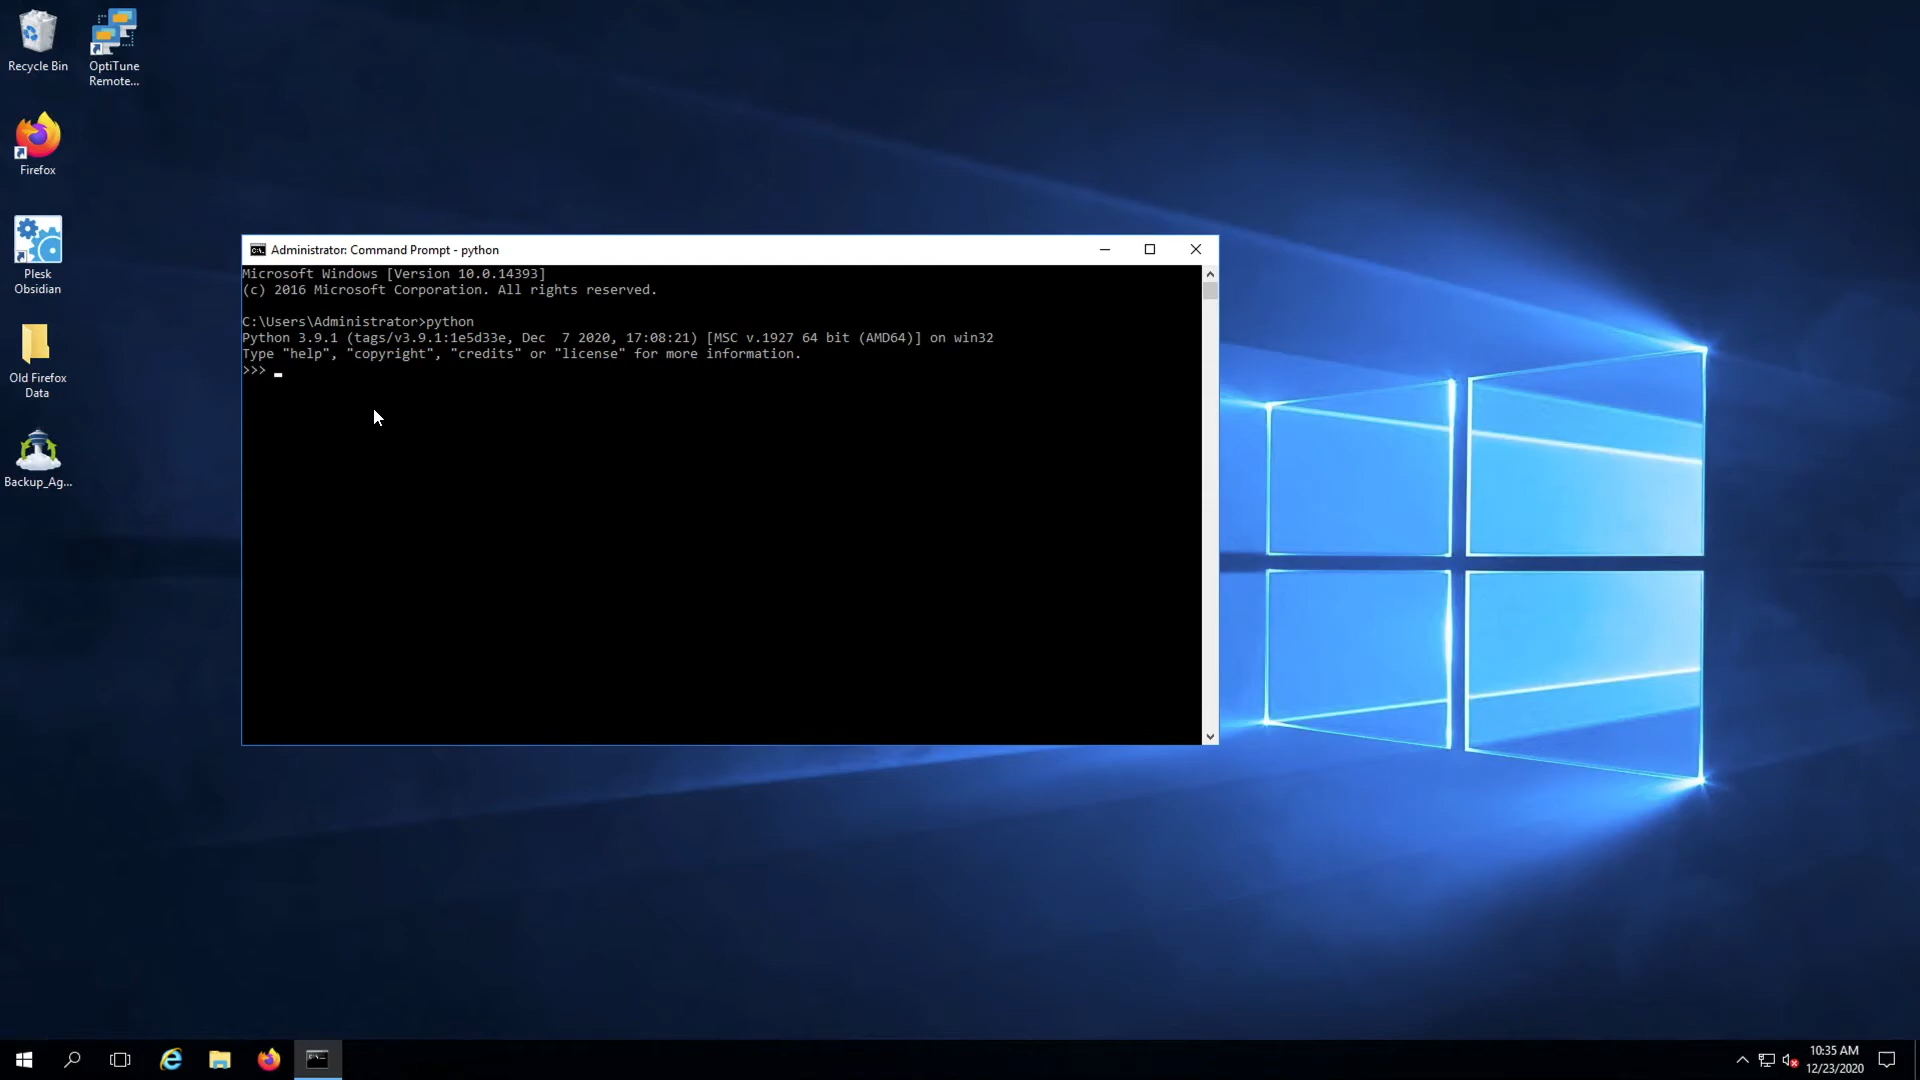 Recycle Bin
OptiTune
Remote...
Firefox
Plesk
Obsidian
Old Firefox
Data
Backup_Ag...
Administrator: Command Prompt - python
Microsoft Windows [Version 10.0.14393]
(c) 2016 Microsoft Corporation. All rights reserved.
C:\Users\Administrator>python
Python 3.9.1 (tags/v3.9.1:1e5d33e, Dec  7 2020, 17:08:21) [MSC v.1927 64 bit (AMD64)] on win32
Type "help", "copyright", "credits" or "license" for more information.
>>> _
10:35 AM
12/23/2020